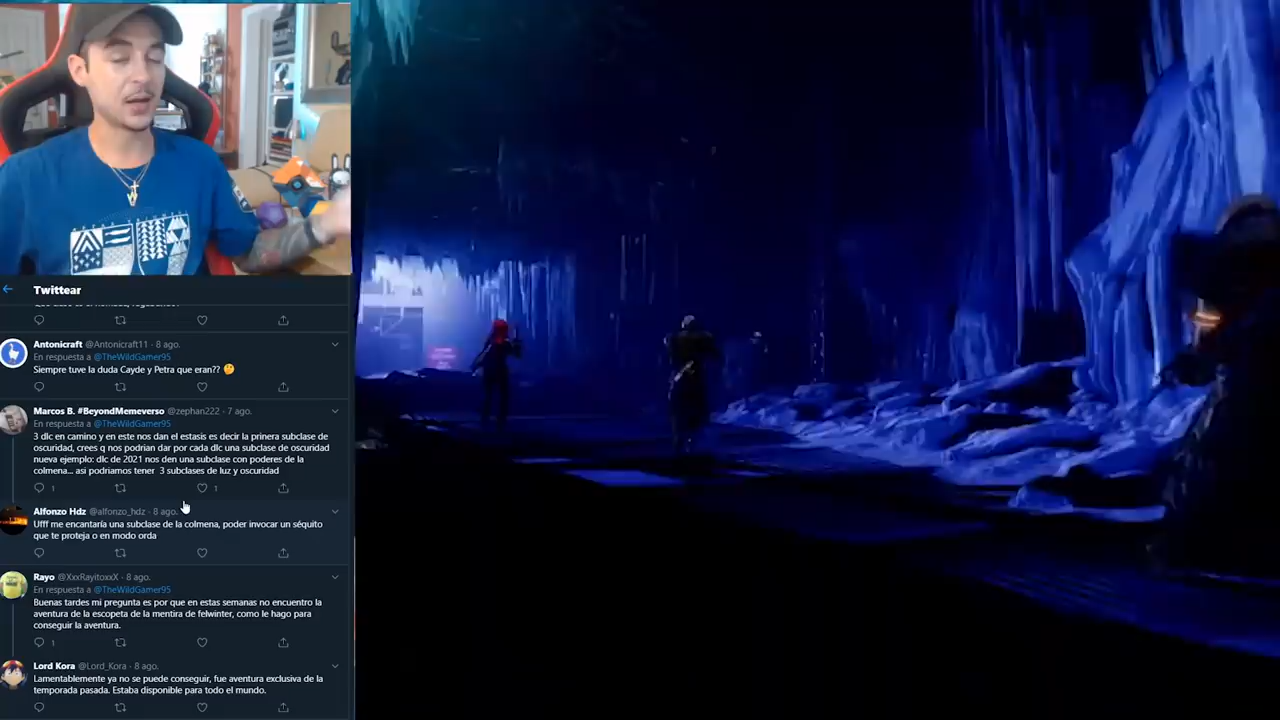 Twittear
Antonicraft @Antonicraft11 · 8 ago.
En respuesta a @TheWildGamer95
Siempre tuve la duda Cayde y Petra que eran?? 🤔
Marcos B. #BeyondMemeverso @zephan222 · 7 ago.
En respuesta a @TheWildGamer95
3 dlc en camino y en este nos dan el estasis es decir la prinera subclase de
oscuridad, crees q nos podrian dar por cada dlc una subclase de oscuridad
nueva ejemplo: dlc de 2021 nos den una subclase con poderes de la
colmena... asi podriamos tener 3 subclases de luz y oscuridad
1
1
Alfonzo Hdz @alfonzo_hdz · 8 ago.
Ufff me encantaría una subclase de la colmena, poder invocar un séquito
que te proteja o en modo orda
Rayo @XxxRayitoxxX · 8 ago.
En respuesta a @TheWildGamer95
Buenas tardes mi pregunta es por que en estas semanas no encuentro la
aventura de la escopeta de la mentira de felwinter, como le hago para
conseguir la aventura.
1
Lord Kora @Lord_Kora · 8 ago.
Lamentablemente ya no se puede conseguir, fue aventura exclusiva de la
temporada pasada. Estaba disponible para todo el mundo.